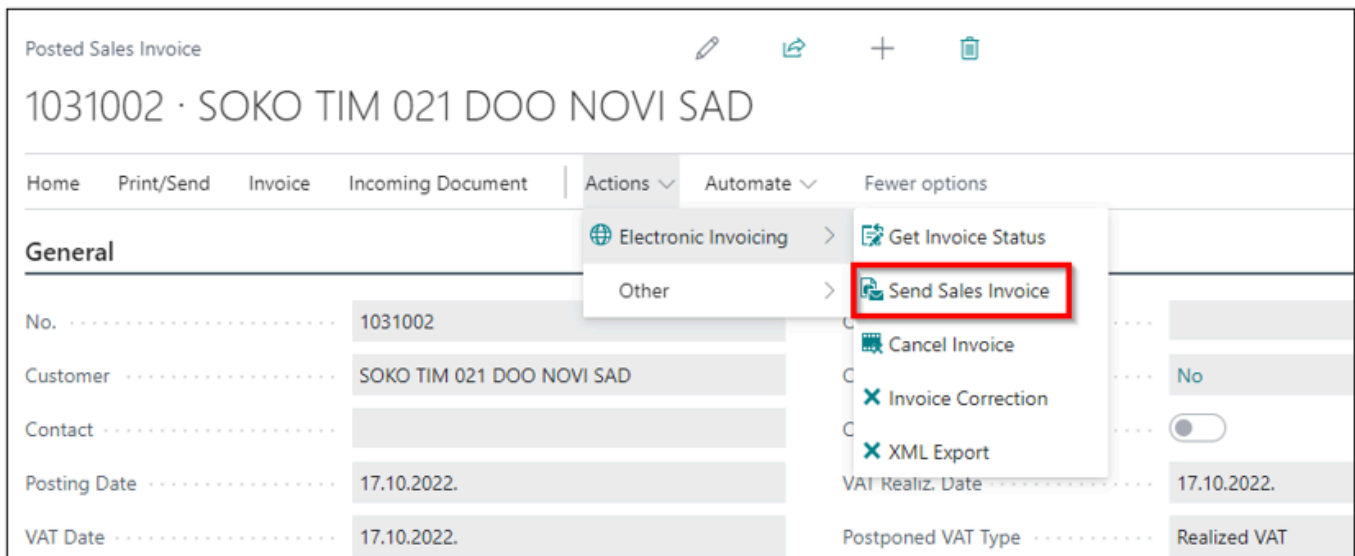 Posted Sales Invoice
1031002 · SOKO TIM 021 DOO NOVI SAD
Home Print/Send Invoice Incoming Document Actions Automate Fewer options
Electronic Invoicing
Other
Get Invoice Status
Send Sales Invoice
Cancel Invoice
Invoice Correction
XML Export
General
No. 1031002
Customer SOKO TIM 021 DOO NOVI SAD
No
Contact
Posting Date 17.10.2022.
VAT Realiz. Date 17.10.2022.
VAT Date 17.10.2022.
Postponed VAT Type Realized VAT